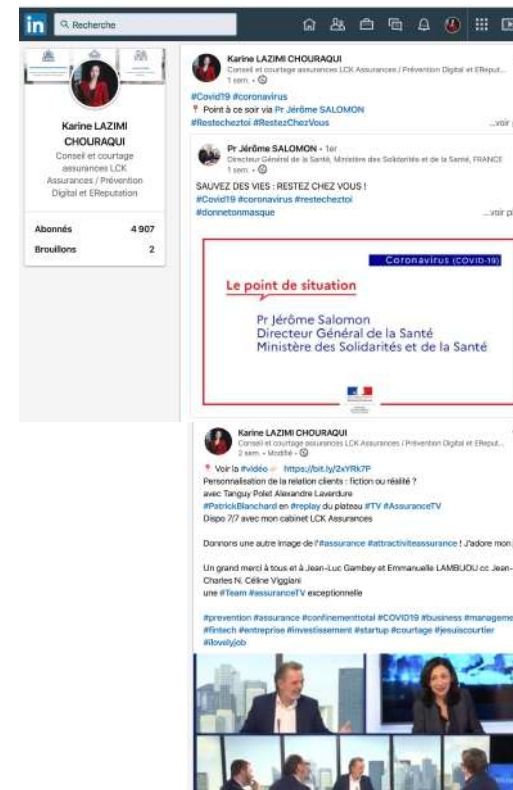 in Recherche
Karine LAZIMI
CHOURAQUI
Conseil et courtage
assurances LCK
Assurances / Prévention
Digital et EReputation
Abonnés 4 907
Brouillons 2
Karine LAZIMI CHOURAQUI
Conseil et courtage assurances LCK Assurances / Prévention Digital et EReput...
1 sem. •
#Covid19 #coronavirus
Point à ce soir via Pr Jérôme SALOMON
#Restecheztoi #RestezChezVous ...voir
Pr Jérôme SALOMON • 1er
Directeur Général de la Santé, Ministère des Solidarités et de la Santé, FRANCE
1 sem. •
SAUVEZ DES VIES : RESTEZ CHEZ VOUS !
#Covid19 #coronavirus #restecheztoi
#donnetonmasque ...voir
Coronavirus (COVID-19)
Le point de situation
Pr Jérôme Salomon
Directeur Général de la Santé
Ministère des Solidarités et de la Santé
Karine LAZIMI CHOURAQUI
Conseil et courtage assurances LCK Assurances / Prévention Digital et EReput...
2 sem. • Modifié •
Voir la #vidéo https://bit.ly/2xYRk7P
Personnalisation de la relation clients : fiction ou réalité ?
avec Tanguy Polet Alexandre Laverdure
#PatrickBlanchard en #replay du plateau #TV #AssuranceTV
Dispo 7/7 avec mon cabinet LCK Assurances
Donnons une autre image de l'#assurance #attractiviteassurance ! J'adore mon
Un grand merci à tous et à Jean-Luc Gambey et Emmanuelle LAMBLIOU cc Jean-
Charles N. Céline Viggiani
une #Team #assuranceTV exceptionnelle
#prevention #assurance #confinementtotal #COVID19 #business #manageme
#fintech #entreprise #investissement #startup #courtage #jesuiscourtier
#ilovelyjob